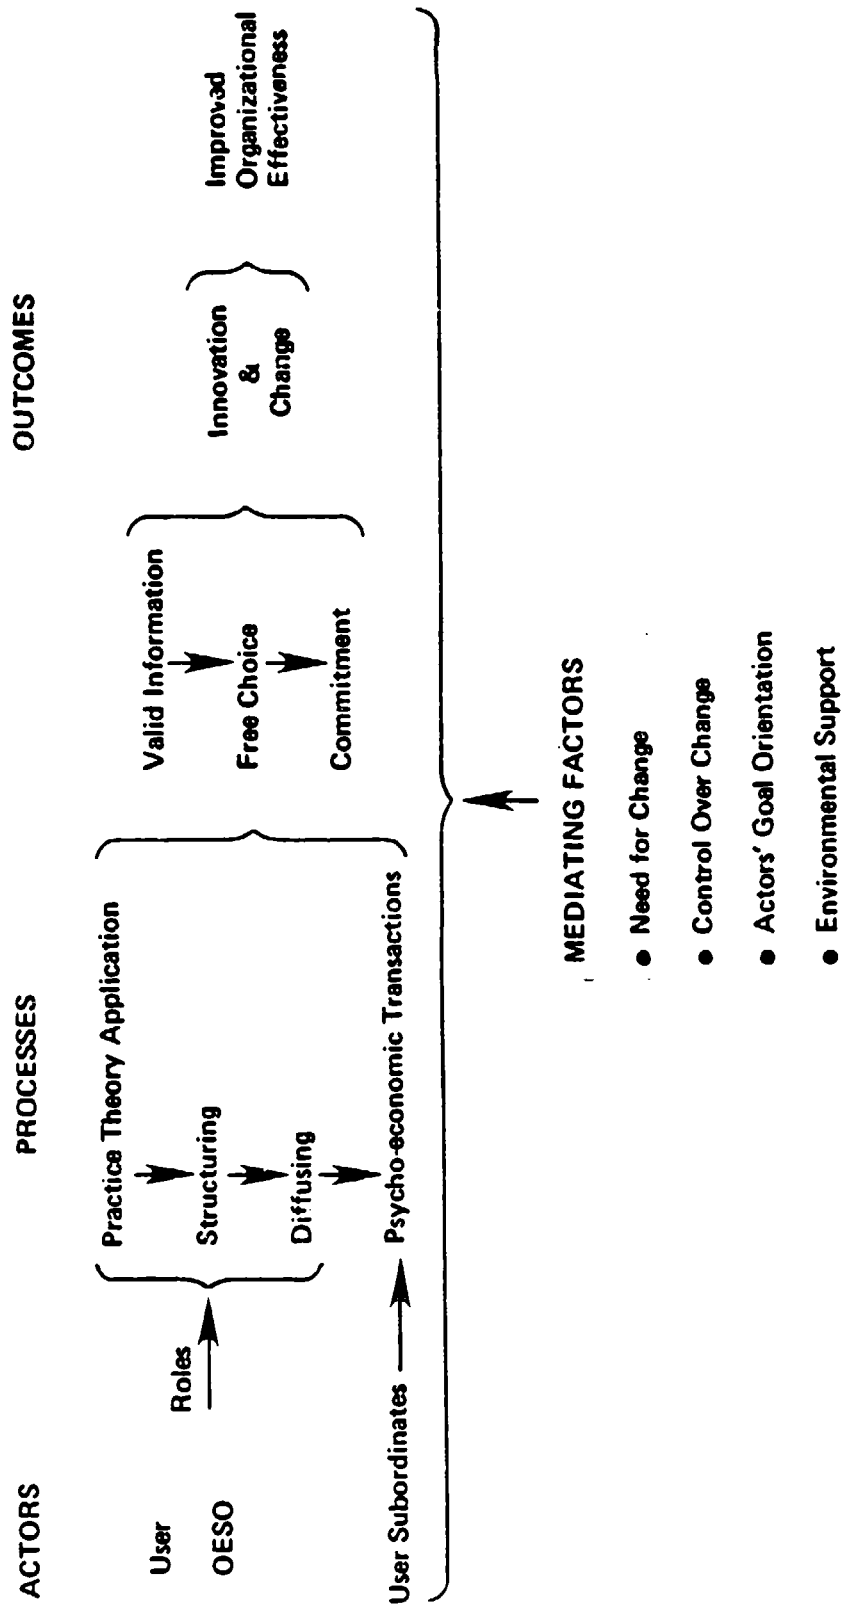 ACTORS
PROCESSES
OUTCOMES
User
OESO
Roles
User Subordinates
Practice Theory Application
Structuring
Diffusing
Psycho-economic Transactions
Valid Information
Free Choice
Commitment
Innovation
&
Change
Improved
Organizational
Effectiveness
MEDIATING FACTORS
• Need for Change
• Control Over Change
• Actors' Goal Orientation
• Environmental Support